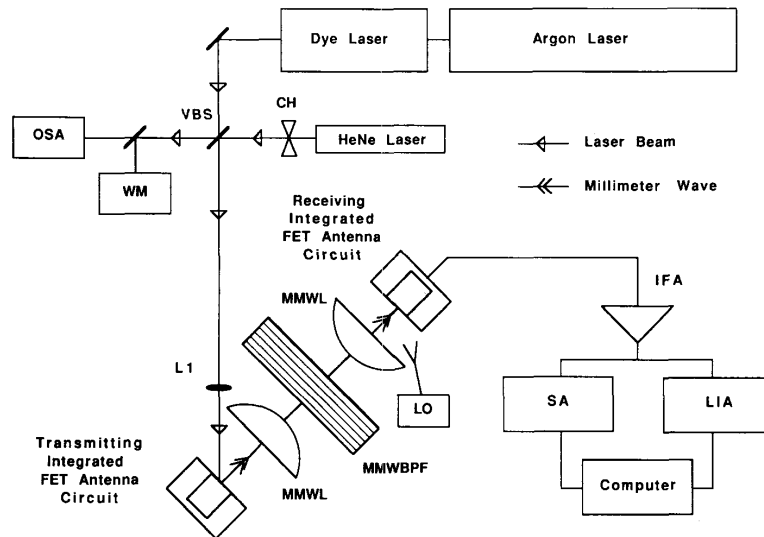 Dye Laser
Argon Laser
VBS
CH
OSA
HeNe Laser
WM
Laser Beam
Millimeter Wave
Receiving
Integrated
FET Antenna
Circuit
MMWL
IFA
L1
LO
SA
LIA
Transmitting
Integrated
FET Antenna
Circuit
MMWL
MMWBPF
Computer